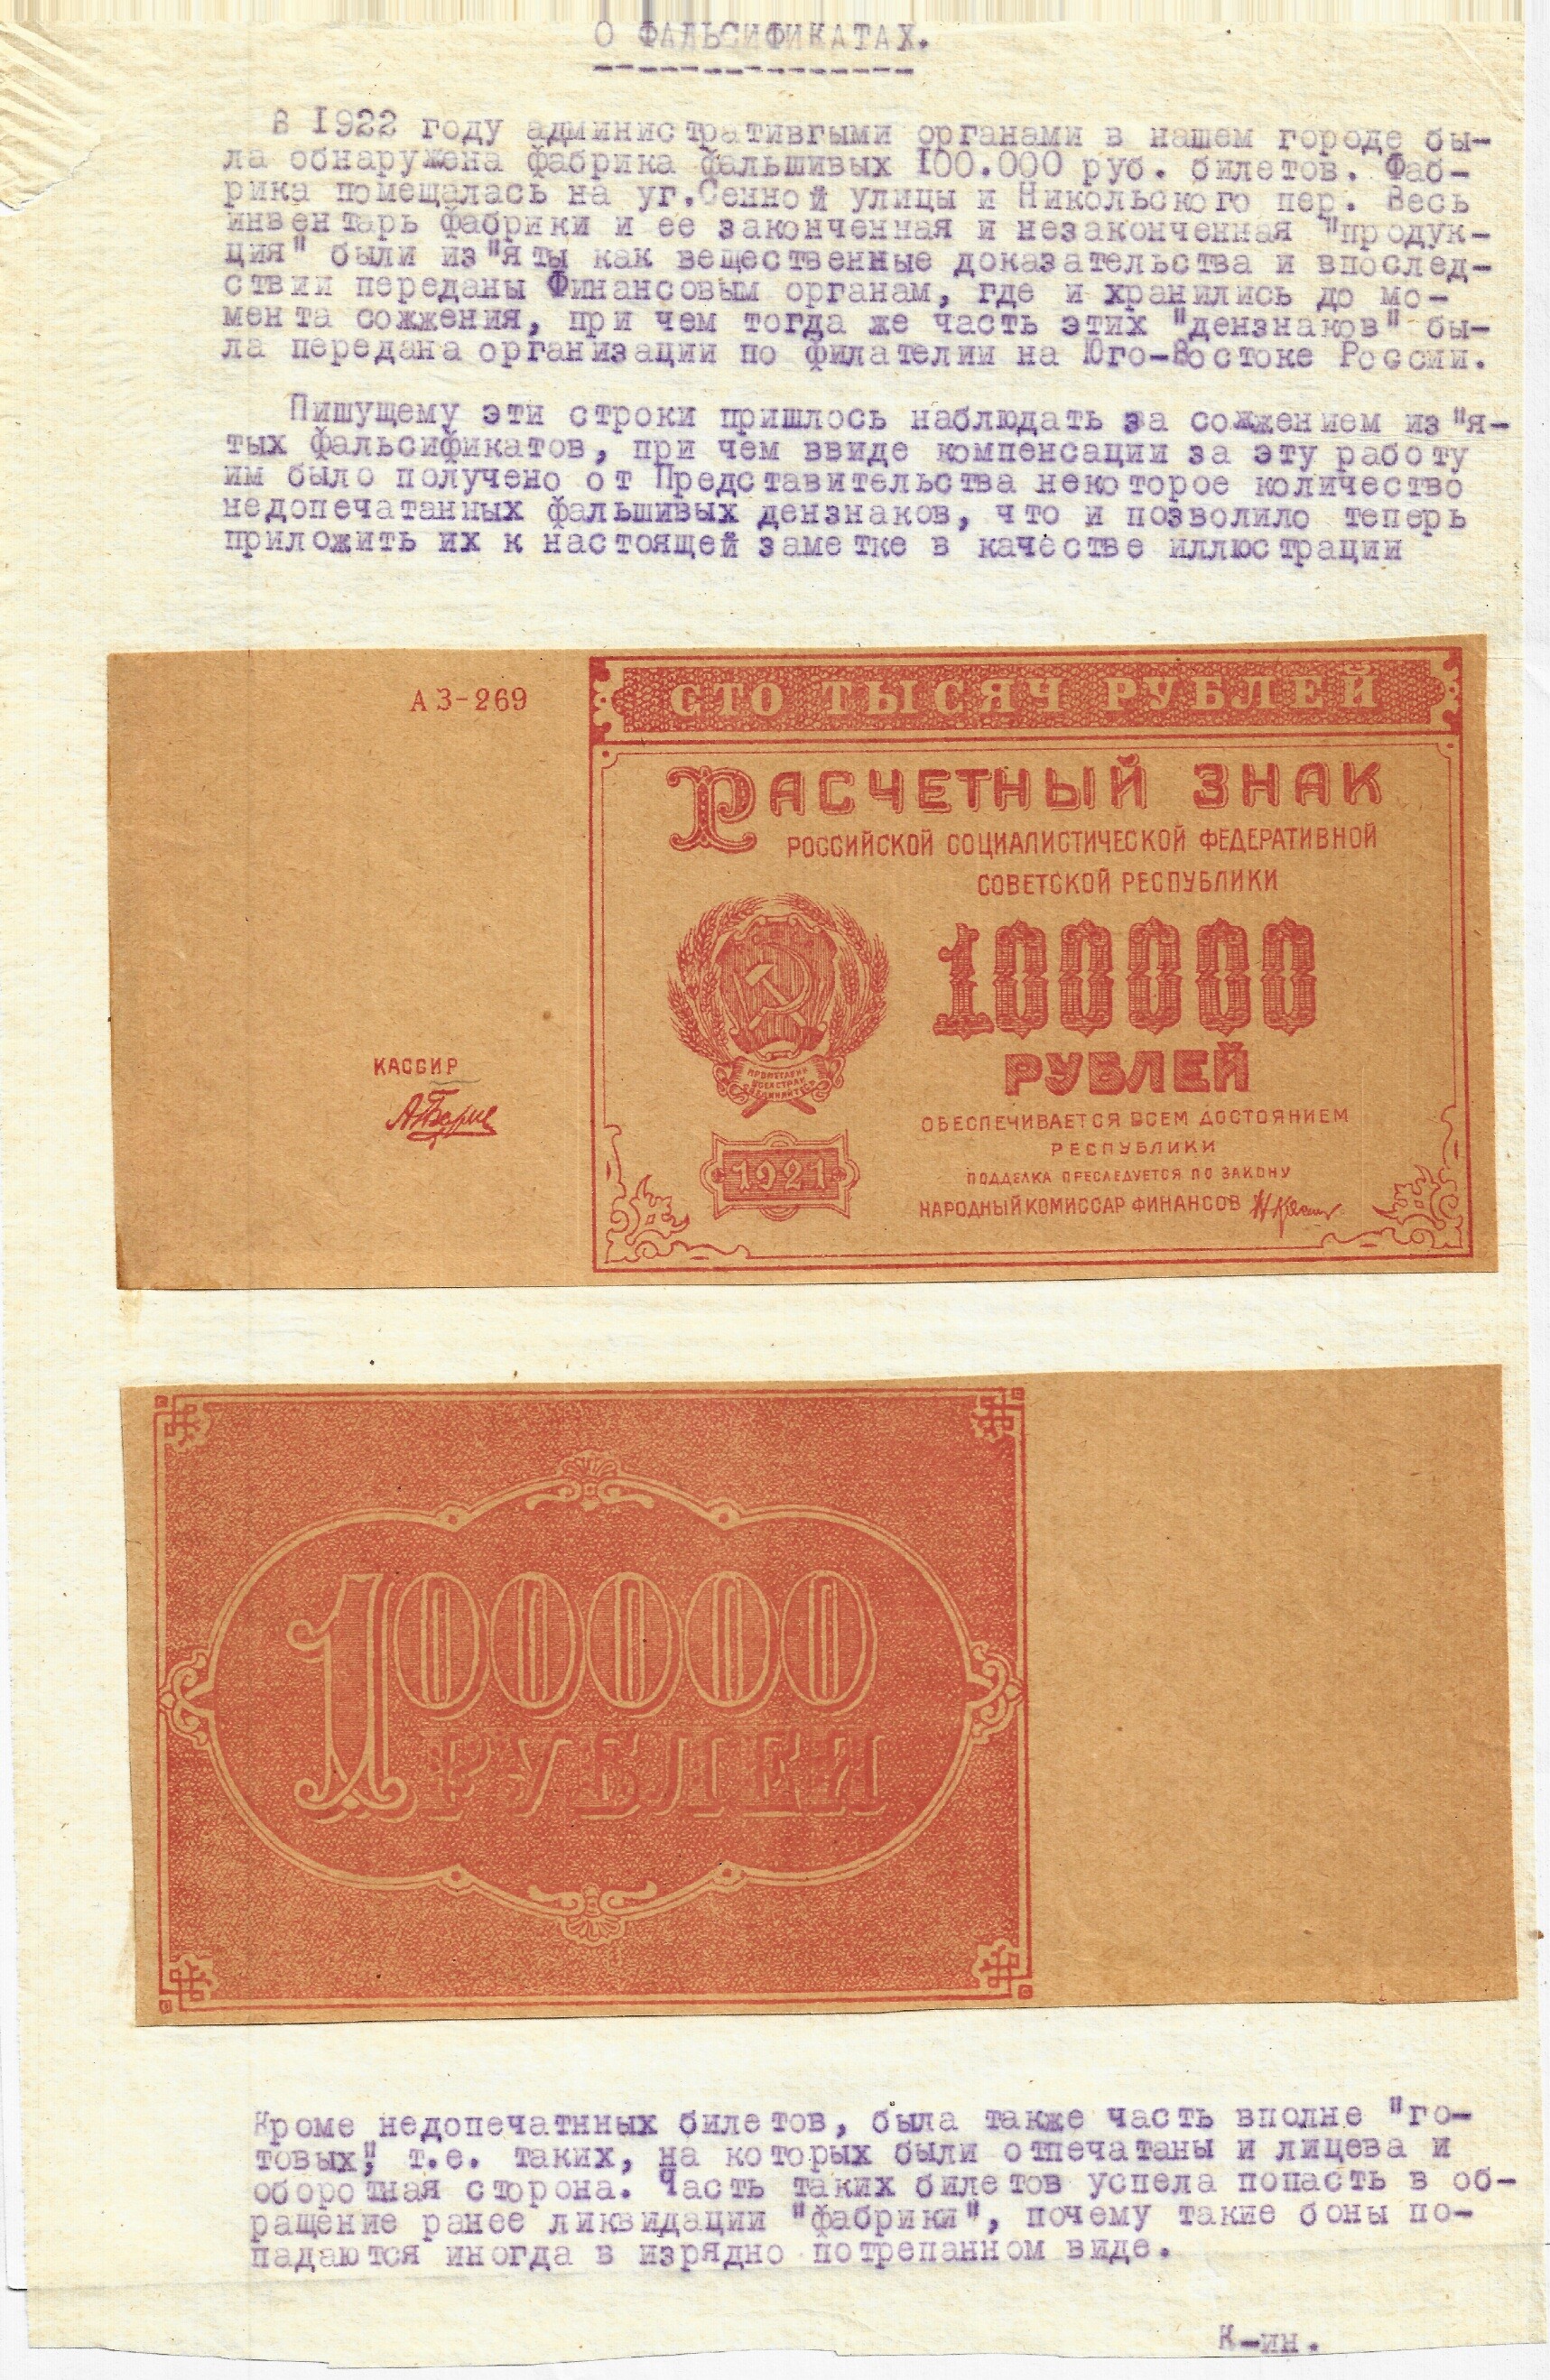 О ФАЛЬСИФИКАТАХ.
В 1922 году административгыми органами в нашем городе бы-
ла обнаружена фабрика фальшивых 100.000 руб. билетов. Фаб-
рика помещалась на уг.Сенной улицы и Никольского пер. Весь
инвентарь фабрики и ее законченная и незаконченная "продук-
ция" были из"яты как вещественные доказательства и впослед-
ствии переданы Финансовым органам, где и хранились до мо-
мента сожжения, при чем тогда же часть этих "дензнаков" бы-
ла передана организации по филателии на Юго-Востоке России.
Пишущему эти строки пришлось наблюдать за сожжением из"я-
тых фальсификатов, при чем ввиде компенсации за эту работу
им было получено от Представительства некоторое количество
недопечатанных фальшивых дензнаков, что и позволило теперь
приложить их к настоящей заметке в качестве иллюстрации
АЗ-269
КАССИР
СТО ТЫСЯЧ РУБЛЕЙ
РАСЧЕТНЫЙ ЗНАК
РОССИЙСКОЙ СОЦИАЛИСТИЧЕСКОЙ ФЕДЕРАТИВНОЙ
СОВЕТСКОЙ РЕСПУБЛИКИ
100000
РУБЛЕЙ
ОБЕСПЕЧИВАЕТСЯ ВСЕМ ДОСТОЯНИЕМ
РЕСПУБЛИКИ
ПОДДЕЛКА ПРЕСЛЕДУЕТСЯ ПО ЗАКОНУ
НАРОДНЫЙ КОМИССАР ФИНАНСОВ
1921
100000
РУБЛЕЙ
Кроме недопечатнных билетов, была также часть вполне "го-
товых", т.е. таких, на которых были отпечатаны и лицева и
оборотная сторона. Часть таких билетов успела попасть в об-
ращение ранее ликвидации "фабрики", почему такие боны по-
падаются иногда в изрядно потрепанном виде.
К-ин.